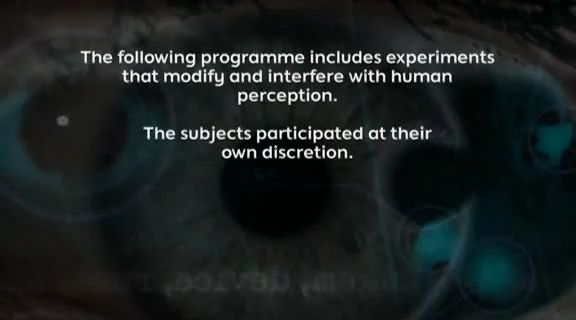 The following programme includes experiments
that modify and interfere with human
perception.
The subjects participated at their
own discretion.